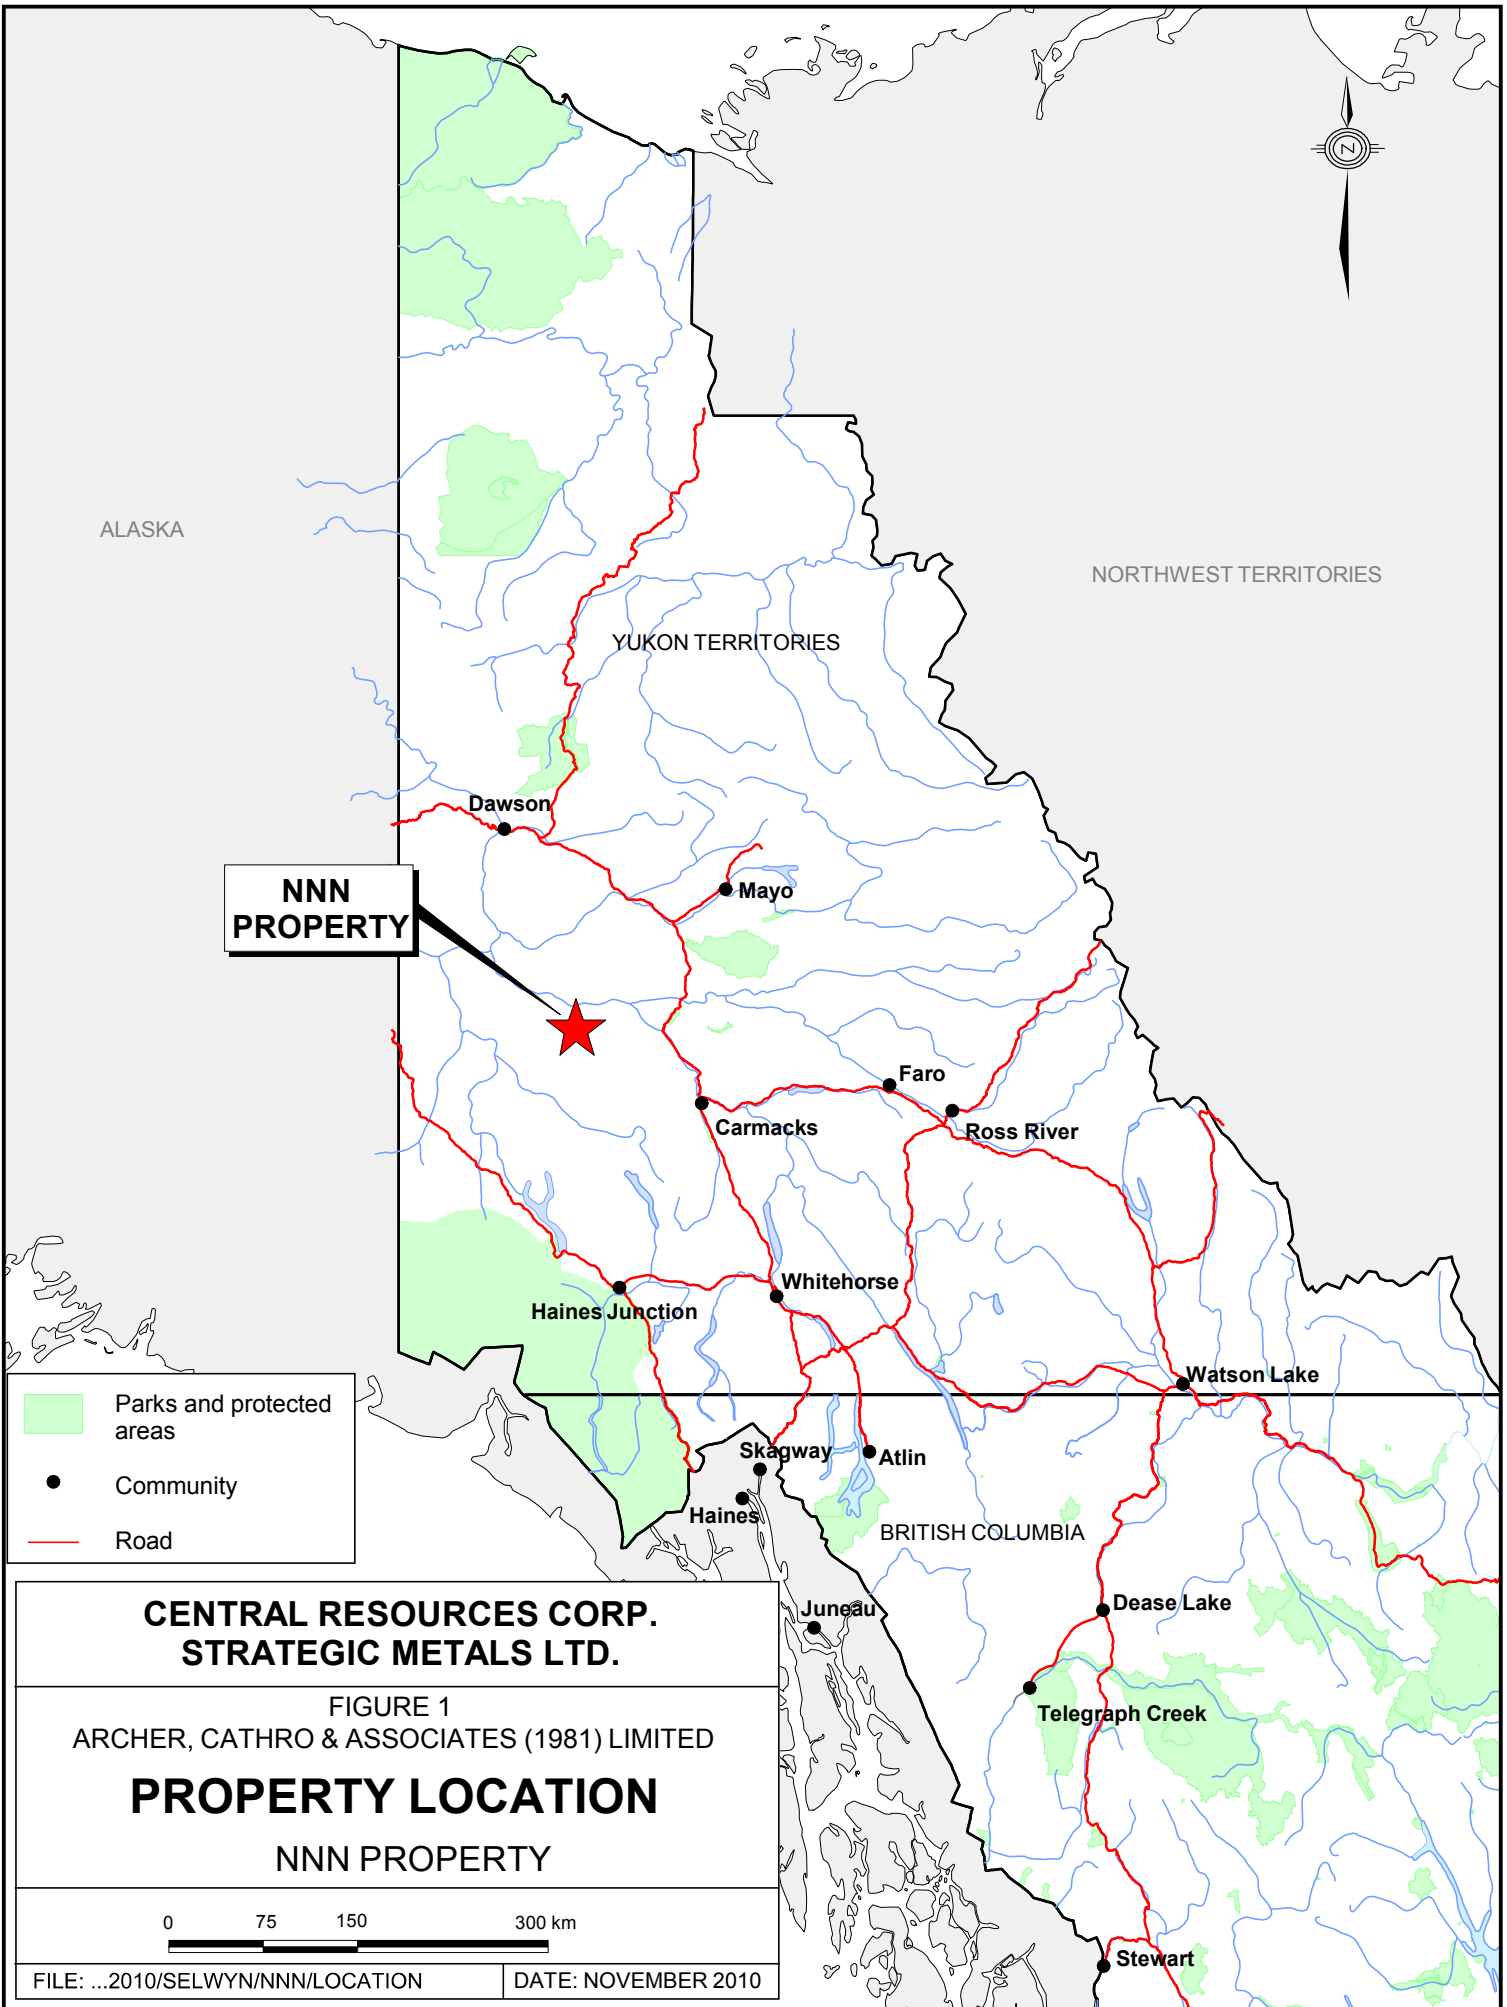 N
ALASKA
NORTHWEST TERRITORIES
YUKON TERRITORIES
Dawson
NNN
PROPERTY
Mayo
Faro
Carmacks
Ross River
Whitehorse
Haines Junction
Watson Lake
Skagway
Atlin
Haines
BRITISH COLUMBIA
Juneau
Dease Lake
Telegraph Creek
Stewart
Parks and protected
areas
Community
Road
CENTRAL RESOURCES CORP.
STRATEGIC METALS LTD.
FIGURE 1
ARCHER, CATHRO & ASSOCIATES (1981) LIMITED
PROPERTY LOCATION
NNN PROPERTY
0 75 150 300 km
FILE: ...2010/SELWYN/NNN/LOCATION
DATE: NOVEMBER 2010